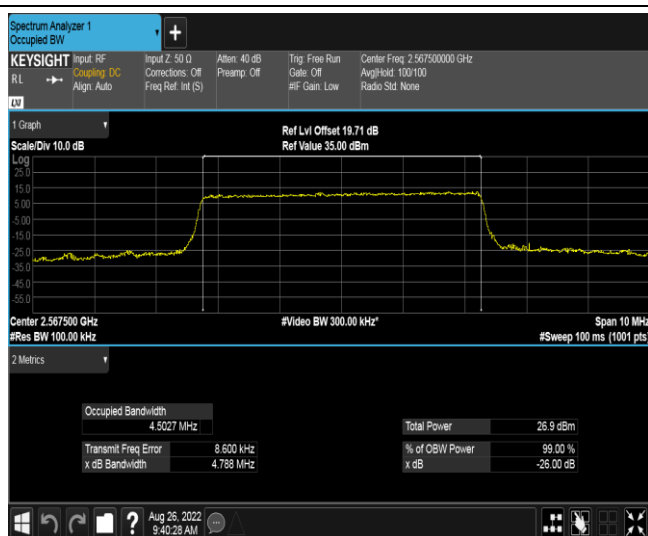 Spectrum Analyzer 1
Occupied BW
KEYSIGHT Input: RF Input Z: 50 Ω Atten: 40 dB Trig: Free Run Center Freq: 2.567500000 GHz
RL Coupling: DC Corrections: Off Preamp: Off Gate: Off Avg|Hold: 100/100
Align: Auto Freq Ref: Int (S) #IF Gain: Low Radio Std: None
LXI
1 Graph Ref Lvl Offset 19.71 dB
Scale/Div 10.0 dB Ref Value 35.00 dBm
Log
25.0
15.0
5.00
-5.00
-15.0
-25.0
-35.0
-45.0
-55.0
Center 2.567500 GHz #Video BW 300.00 kHz* Span 10 MHz
#Res BW 100.00 kHz #Sweep 100 ms (1001 pts)
2 Metrics
Occupied Bandwidth
4.5027 MHz Total Power 26.9 dBm
Transmit Freq Error 8.600 kHz % of OBW Power 99.00 %
x dB Bandwidth 4.788 MHz x dB -26.00 dB
? Aug 26, 2022
9:40:28 AM